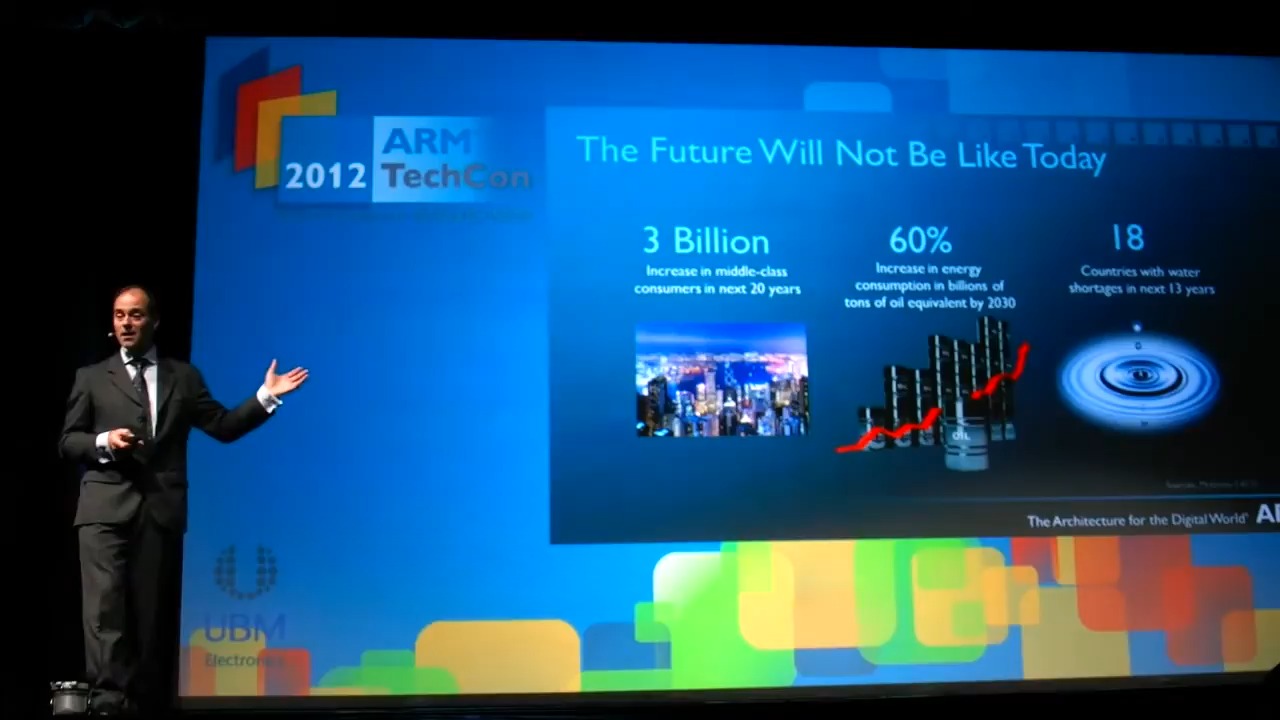 ARM
2012 TechCon
The Future Will Not Be Like Today
3 Billion
Increase in middle-class
consumers in next 20 years
60%
Increase in energy
consumption in billions of
tons of oil equivalent by 2030
18
Countries with water
shortages in next 13 years
OIL
The Architecture for the Digital World®
UBM
Electronics